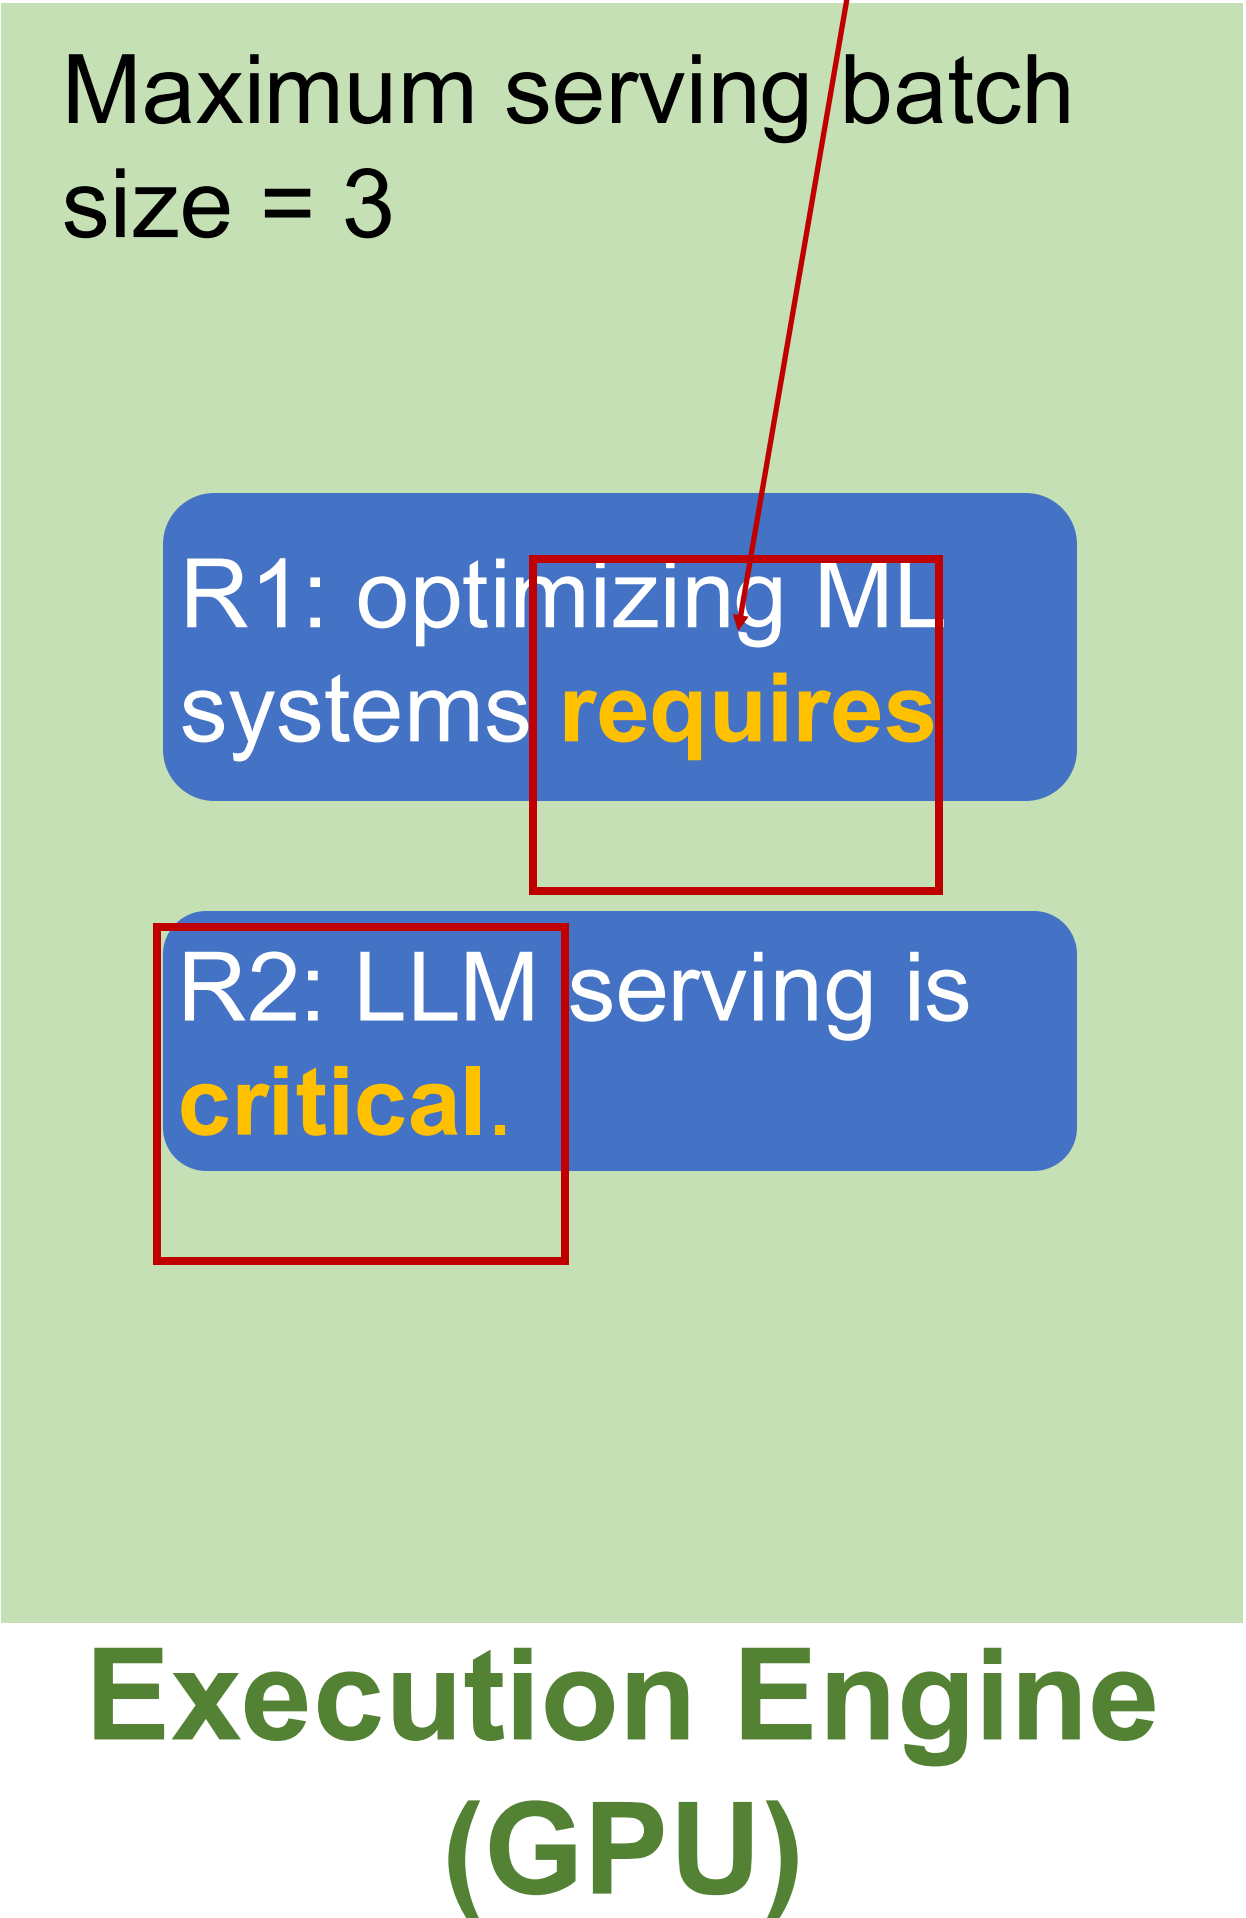 Maximum serving batch
size = 3
R1: optimizing ML
systems requires
R2: LLM serving is
critical.
Execution Engine
(GPU)